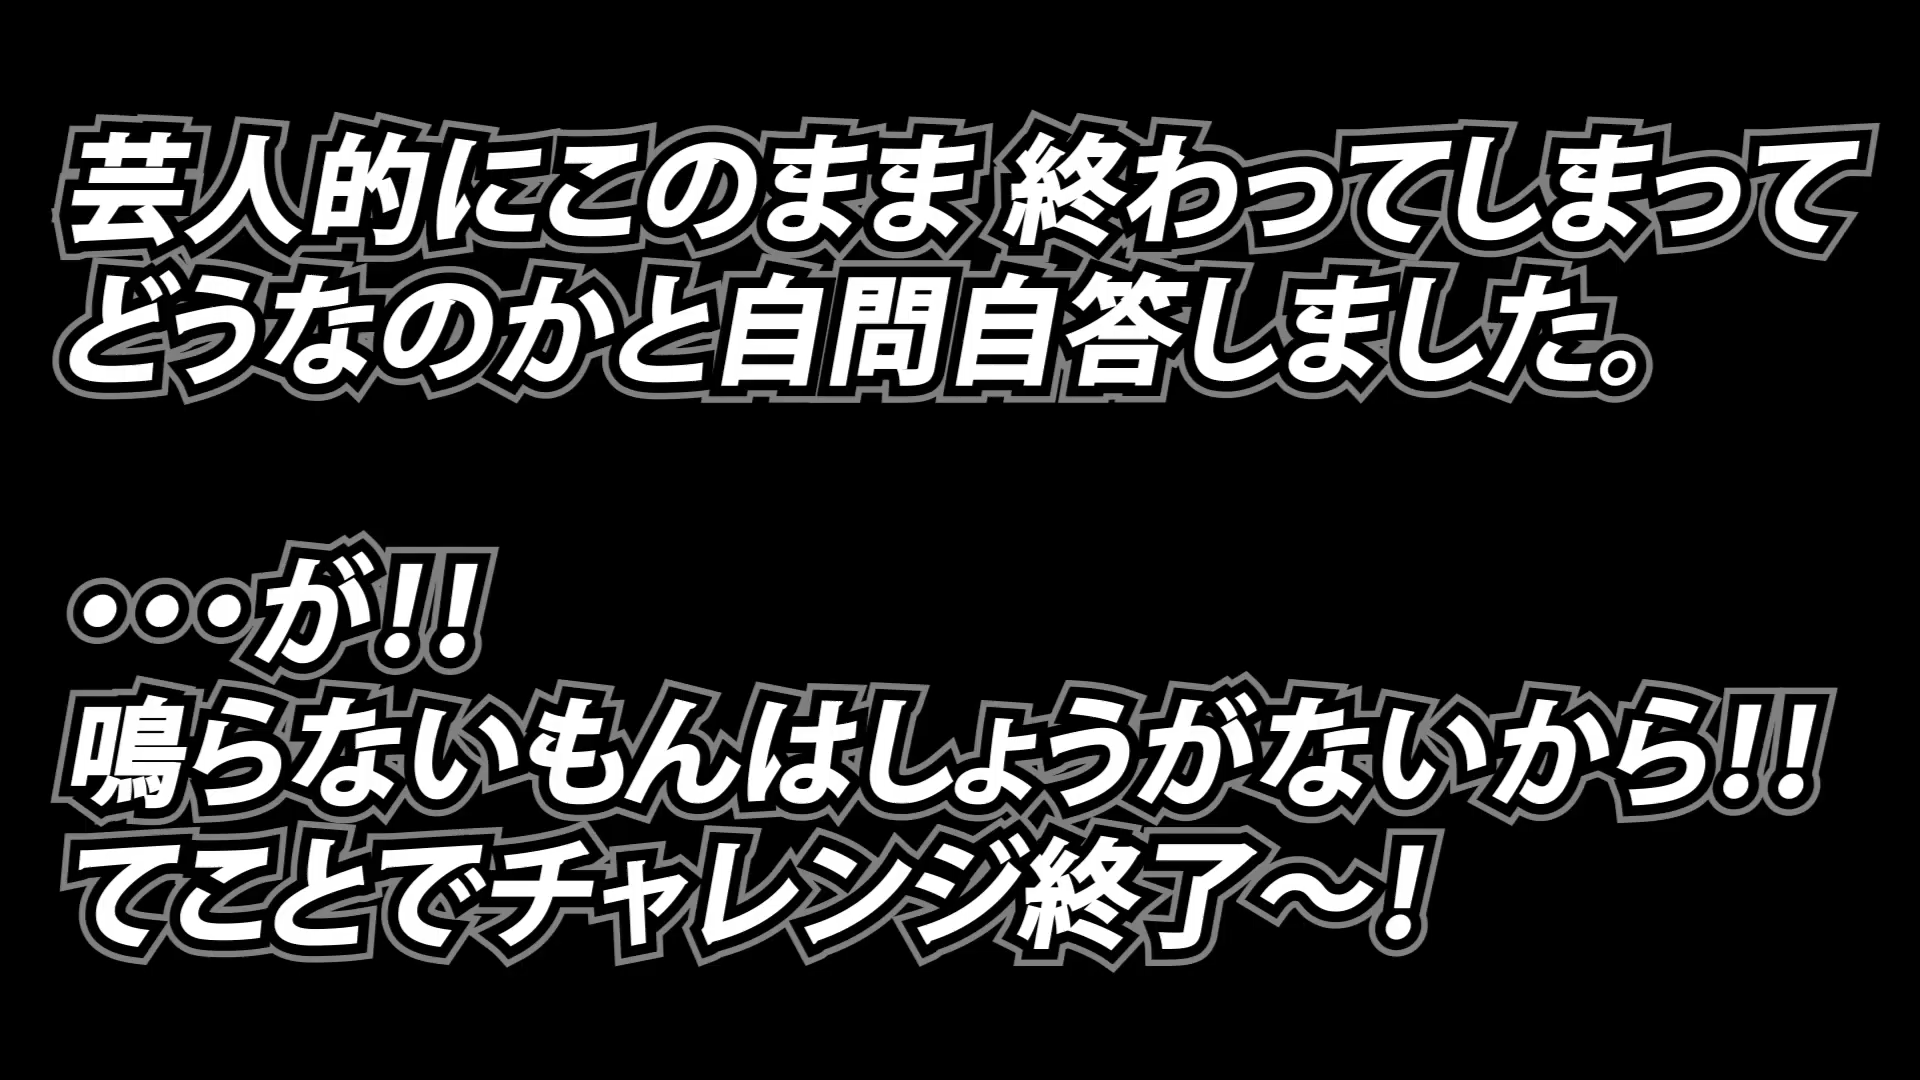 芸人的にこのまま 終わってしまって
どうなのかと自問自答しました。
・・・が!!
鳴らないもんはしょうがないから!!
てことでチャレンジ終了～!